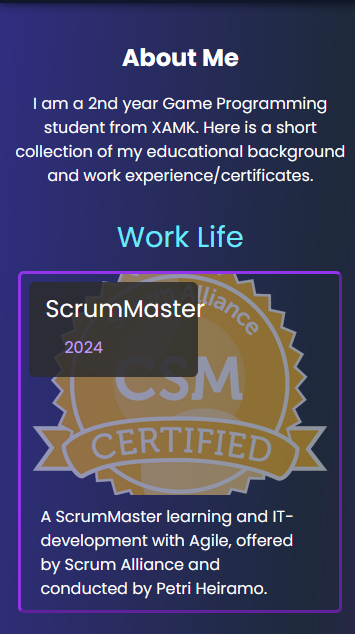 About Me
I am a 2nd year Game Programming
student from XAMK. Here is a short
collection of my educational background
and work experience/certificates.
Work Life
ScrumMaster
2024
Alliance
CSM
CERTIFIED
A ScrumMaster learning and IT-
development with Agile, offered
by Scrum Alliance and
conducted by Petri Heiramo.